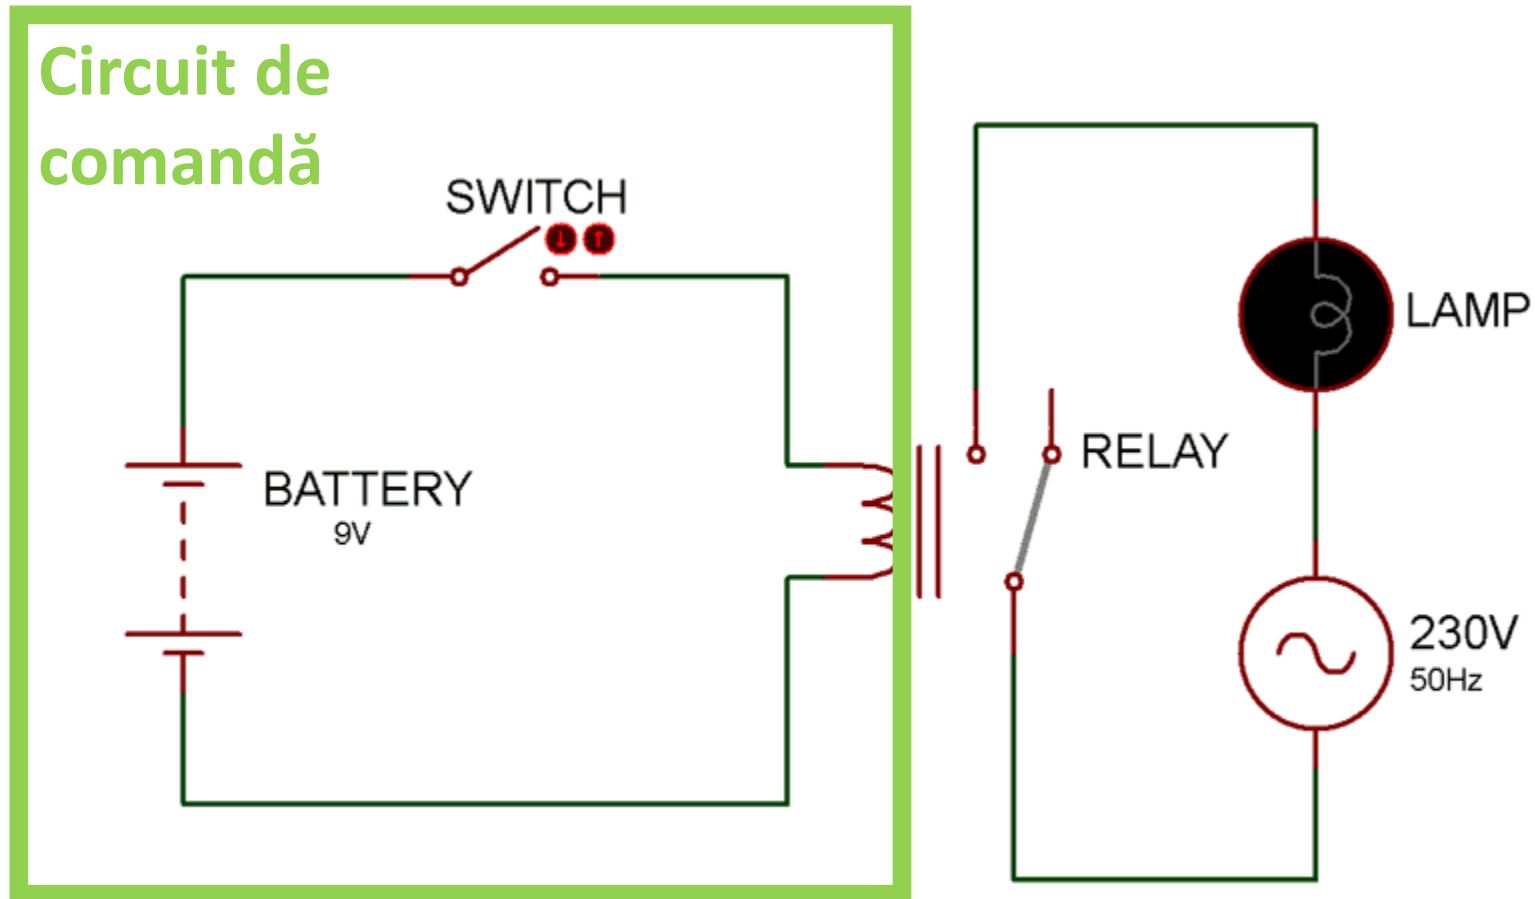 Circuit de
comandă
SWITCH
BATTERY
9V
RELAY
LAMP
230V
50Hz